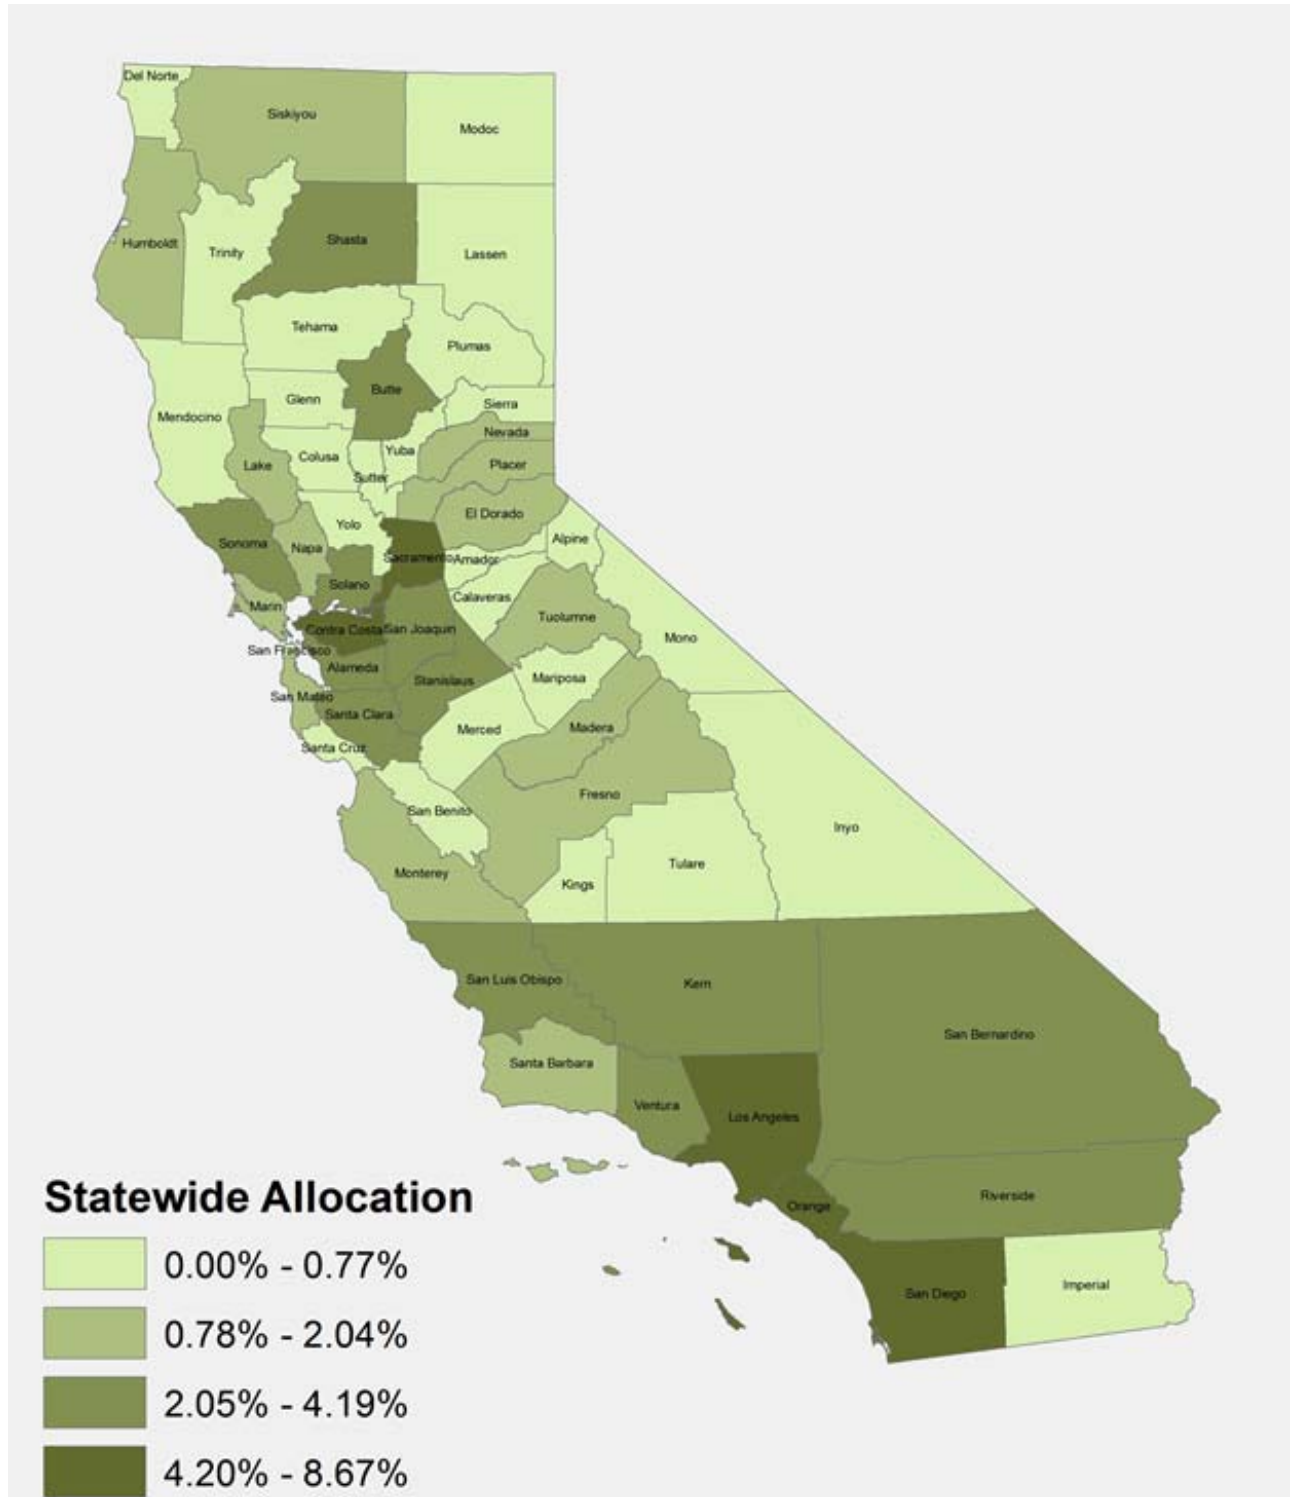 Del Norte
Siskiyou
Modoc
Humboldt
Trinity
Shasta
Lassen
Tehama
Plumas
Butte
Glenn
Sierra
Mendocino
Nevada
Colusa
Yuba
Lake
Placer
Sutter
El Dorado
Yolo
Alpine
Sonoma
Napa
Sacramento
Amador
Solano
Calaveras
Marin
Tuolumne
Contra Costa
San Joaquin
Mono
San Francisco
Alameda
Stanislaus
Mariposa
San Mateo
Santa Clara
Merced
Madera
Santa Cruz
Fresno
San Benito
Inyo
Tulare
Monterey
Kings
San Luis Obispo
Kern
San Bernardino
Santa Barbara
Ventura
Los Angeles
Riverside
Orange
San Diego
Imperial
Statewide Allocation
0.00% - 0.77%
0.78% - 2.04%
2.05% - 4.19%
4.20% - 8.67%